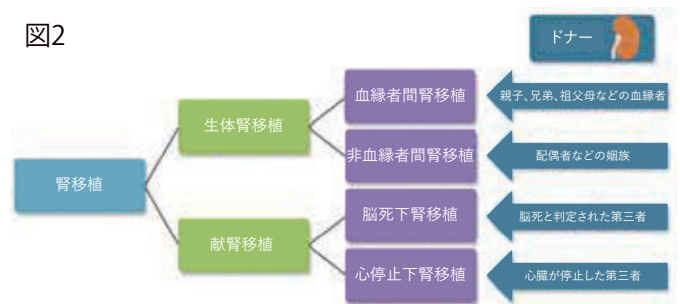 図2
ドナー
腎移植
生体腎移植
献腎移植
血縁者間腎移植
非血縁者間腎移植
脳死下腎移植
心停止下腎移植
親子、兄弟、祖父母などの血縁者
配偶者などの姻族
脳死と判定された第三者
心臓が停止した第三者